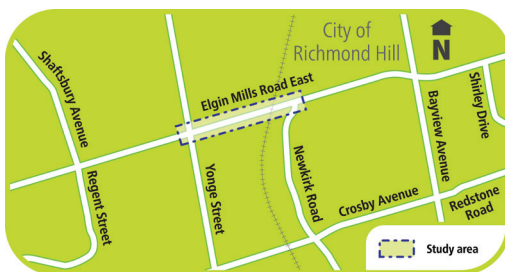 City of
Richmond Hill
N
Shaftsbury Avenue
Elgin Mills Road East
Shirley Drive
Bayview Avenue
Regent Street
Yonge Street
Newkirk Road
Crosby Avenue
Redstone
Road
Study area